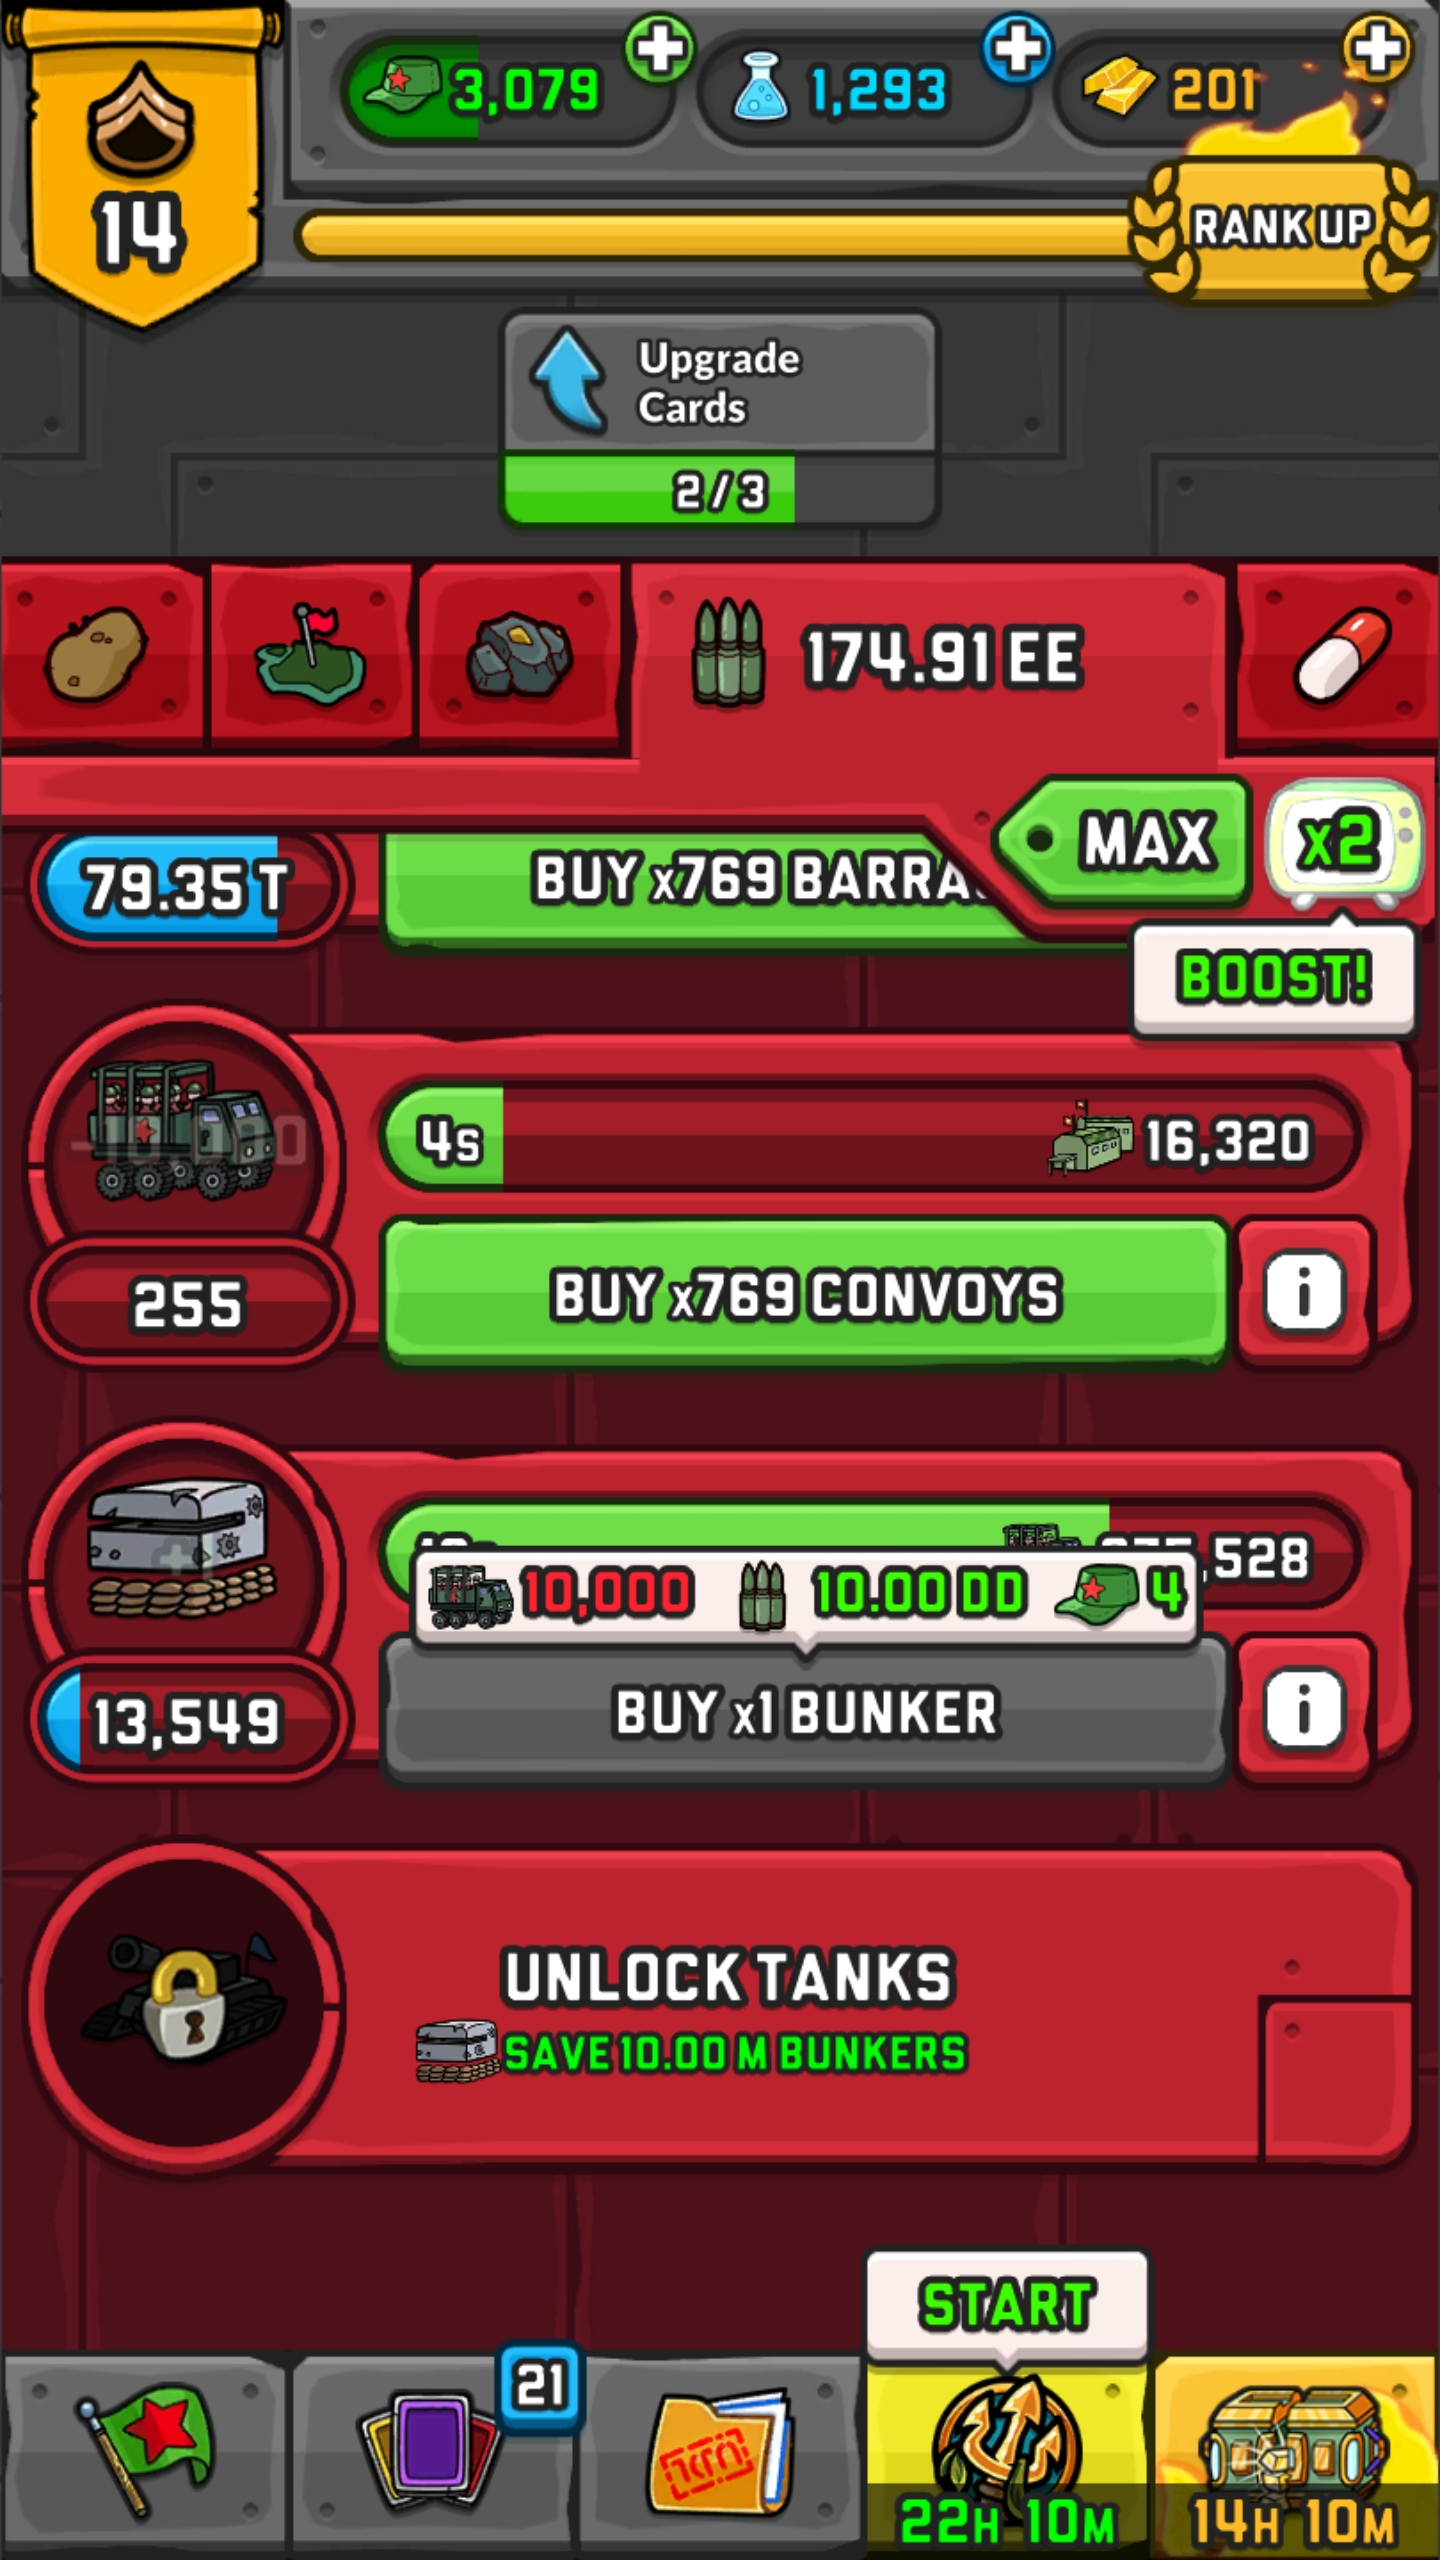 3,079
1,293
201
14
RANK UP
Upgrade
Cards
2/3
174.91 EE
MAX
x2
79.35 T
BUY x769 BARRA
BOOST!
4s
16,320
255
BUY x769 CONVOYS
,528
10,000
10.00 DD
4
13,549
BUY x1 BUNKER
UNLOCK TANKS
SAVE 10.00 M BUNKERS
START
21
22H 10M
14H 10M